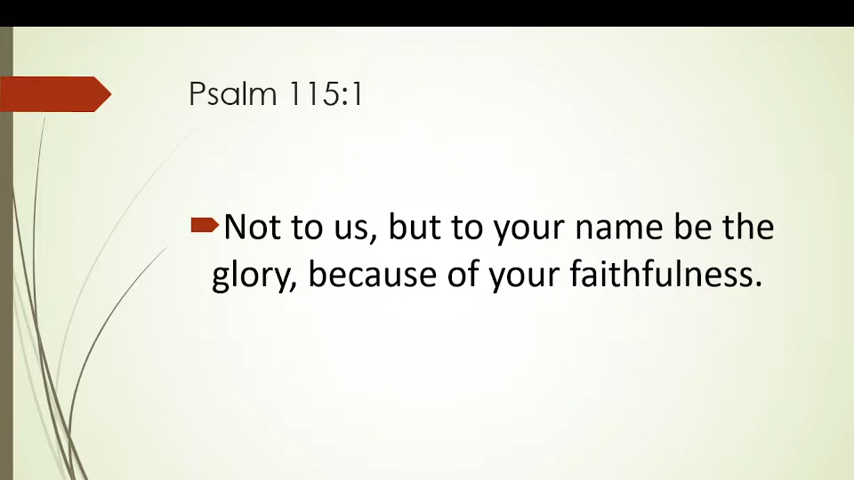 Psalm 115:1
Not to us, but to your name be the
glory, because of your faithfulness.